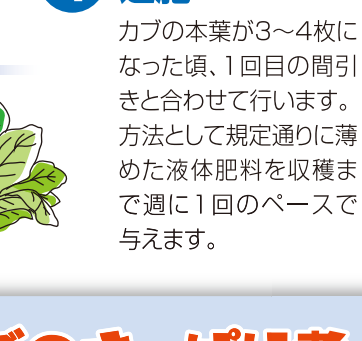 カブの本葉が3〜4枚に
なった頃、1回目の間引
きと合わせて行います。
方法として規定通りに薄
めた液体肥料を収穫ま
で週に1回のペースで
与えます。